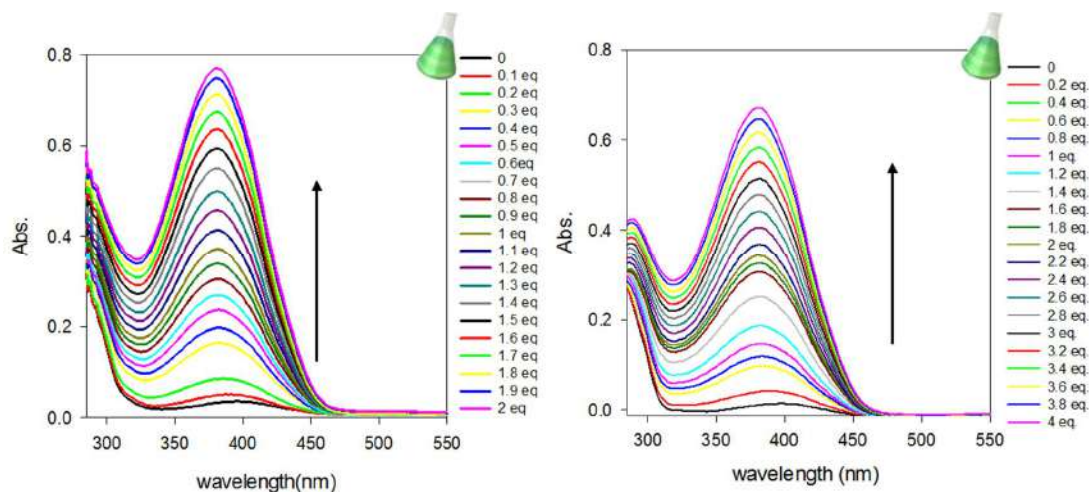 0.8
0.6
0.4
0.2
0.0
Abs.
300 350 400 450 500 550
wavelength(nm)
0
0.1 eq
0.2 eq
0.3 eq
0.4 eq
0.5 eq
0.6eq
0.7 eq
0.8 eq
0.9 eq
1 eq
1.1 eq
1.2 eq
1.3 eq
1.4 eq
1.5 eq
1.6 eq
1.7 eq
1.8 eq
1.9 eq
2 eq
0.8
0.6
0.4
0.2
0.0
Abs.
300 350 400 450 500 550
wavelength (nm)
0
0.2 eq.
0.4 eq.
0.6 eq.
0.8 eq.
1 eq.
1.2 eq.
1.4 eq.
1.6 eq.
1.8 eq.
2 eq.
2.2 eq.
2.4 eq.
2.6 eq.
2.8 eq.
3 eq.
3.2 eq.
3.4 eq.
3.6 eq.
3.8 eq.
4 eq.